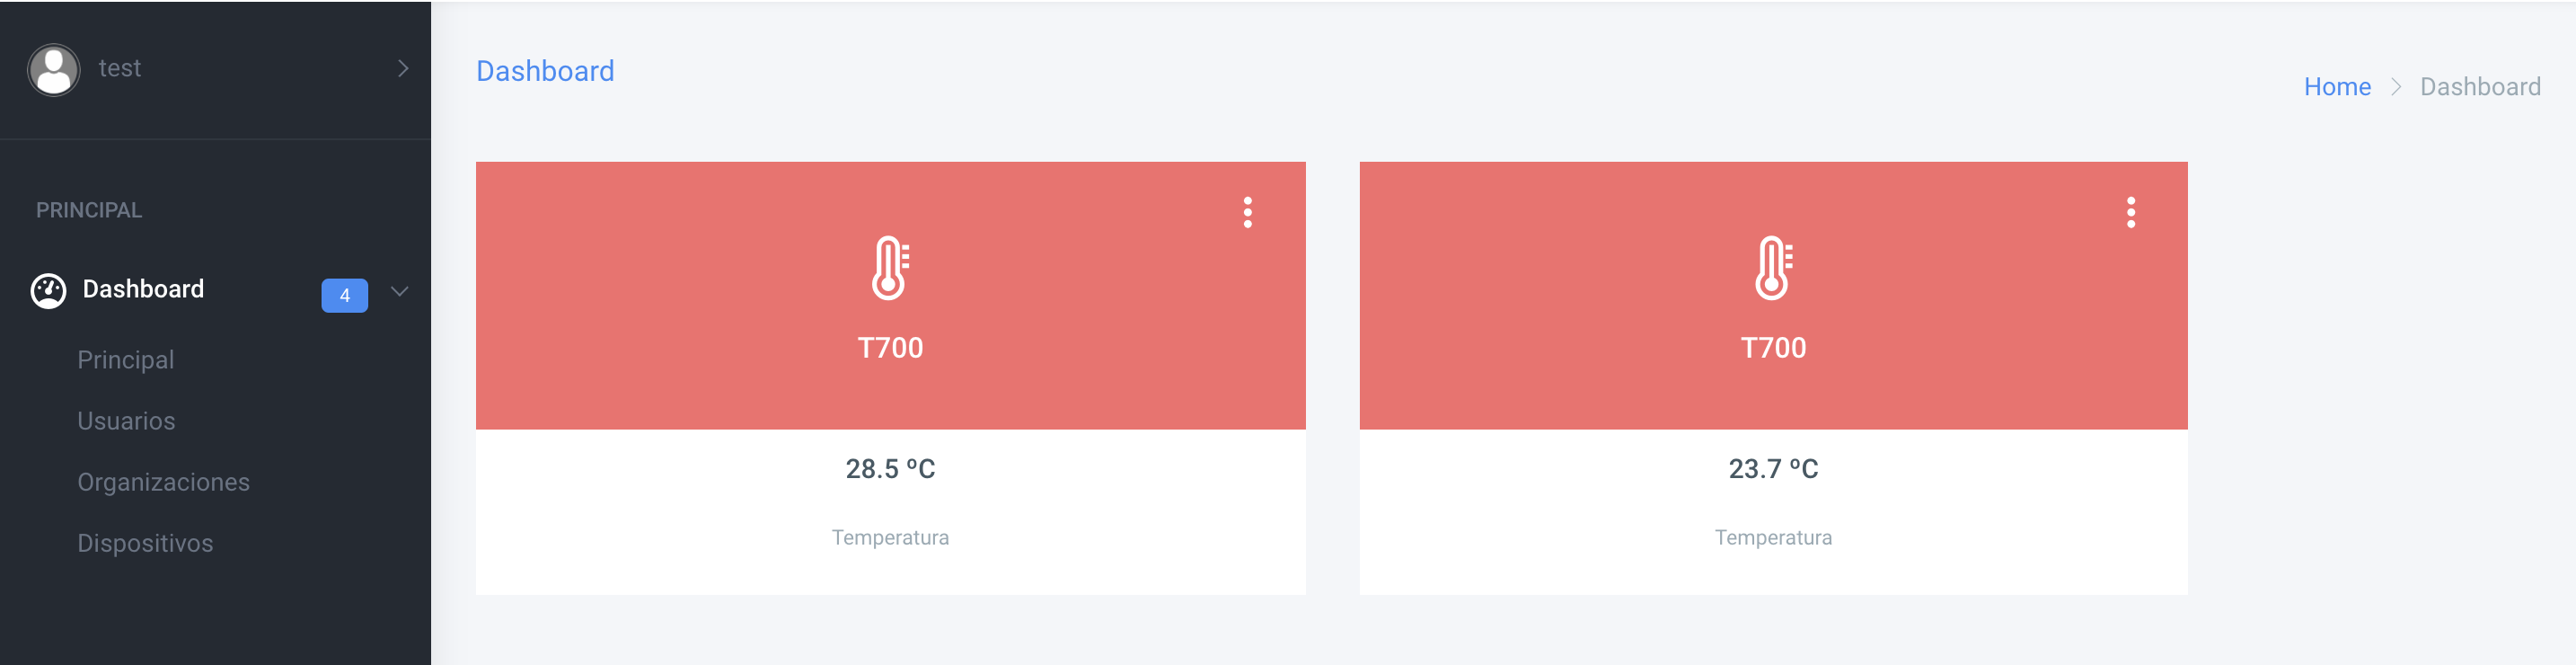 test
PRINCIPAL
Dashboard 4
Principal
Usuarios
Organizaciones
Dispositivos
Dashboard
Home Dashboard
T700
28.5 ºC
Temperatura
T700
23.7 ºC
Temperatura